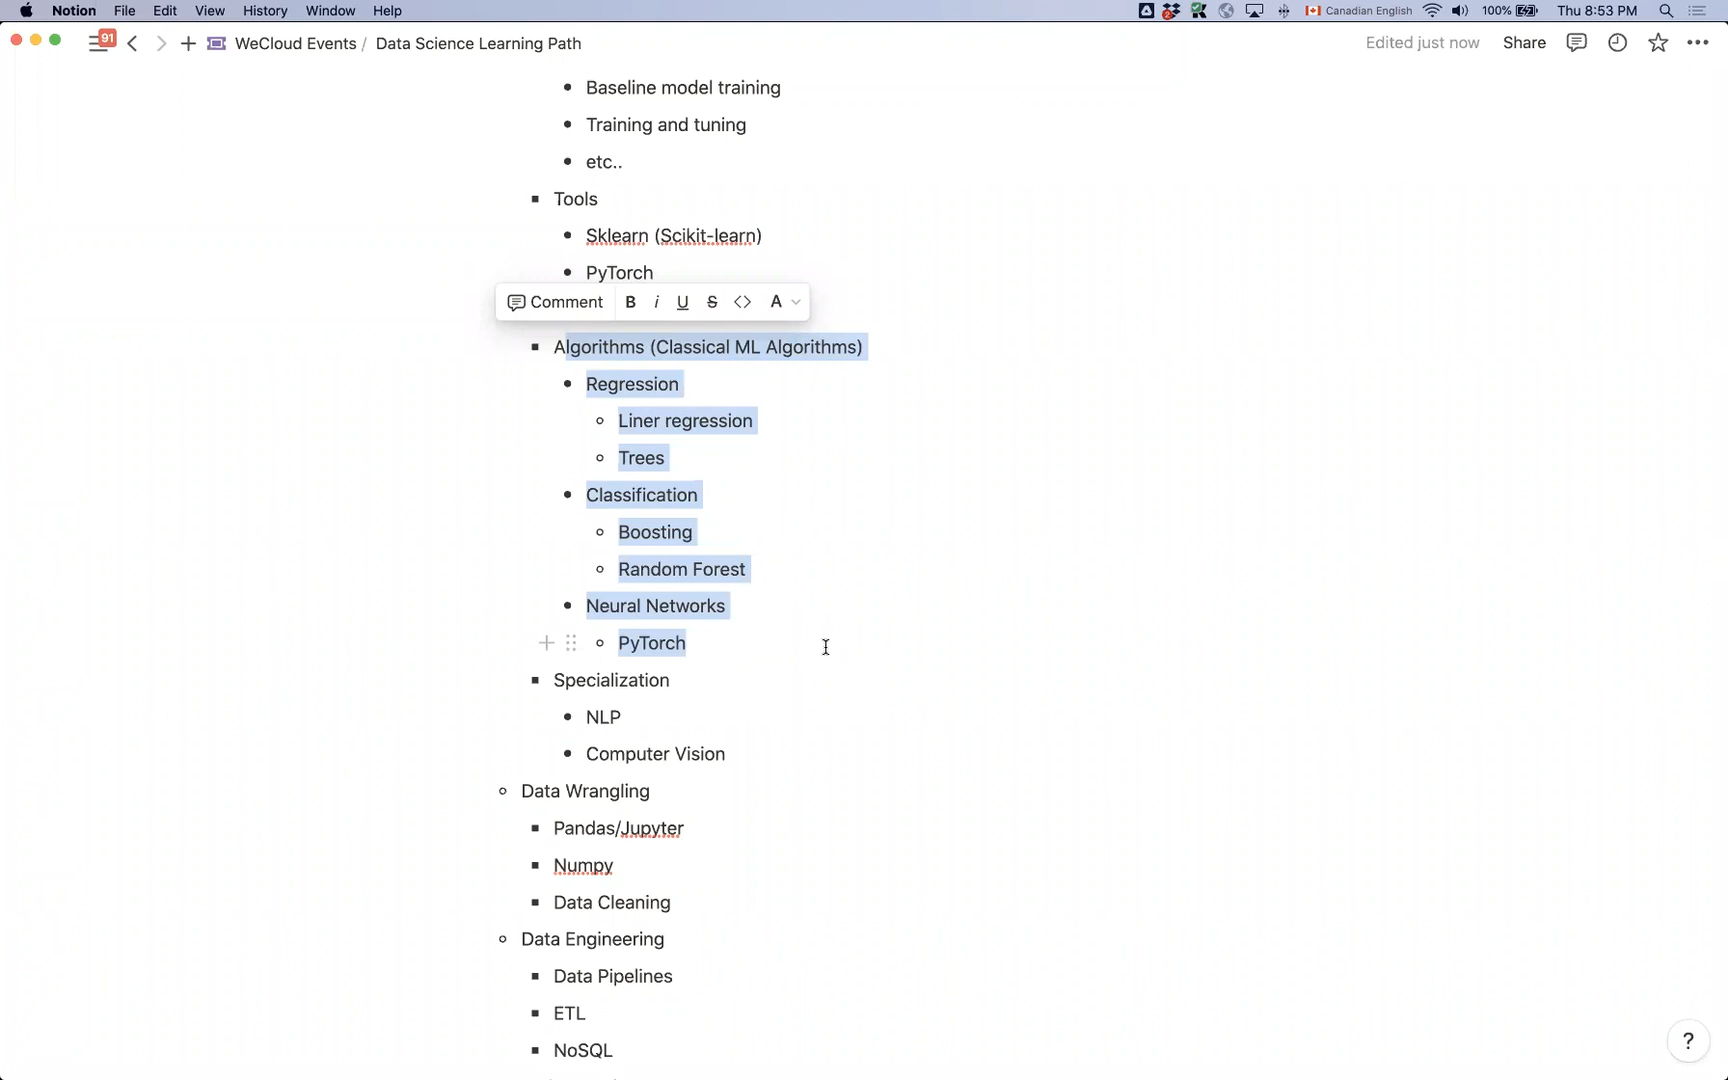 Notion File Edit View History Window Help
2 Canadian English 100% Thu 8:53 PM
91 WeCloud Events / Data Science Learning Path Edited just now Share
Baseline model training
Training and tuning
etc..
Tools
Sklearn (Scikit-learn)
PyTorch
Comment B i U S <> A
Algorithms (Classical ML Algorithms)
Regression
Liner regression
Trees
Classification
Boosting
Random Forest
Neural Networks
PyTorch
Specialization
NLP
Computer Vision
Data Wrangling
Pandas/Jupyter
Numpy
Data Cleaning
Data Engineering
Data Pipelines
ETL
NoSQL
?